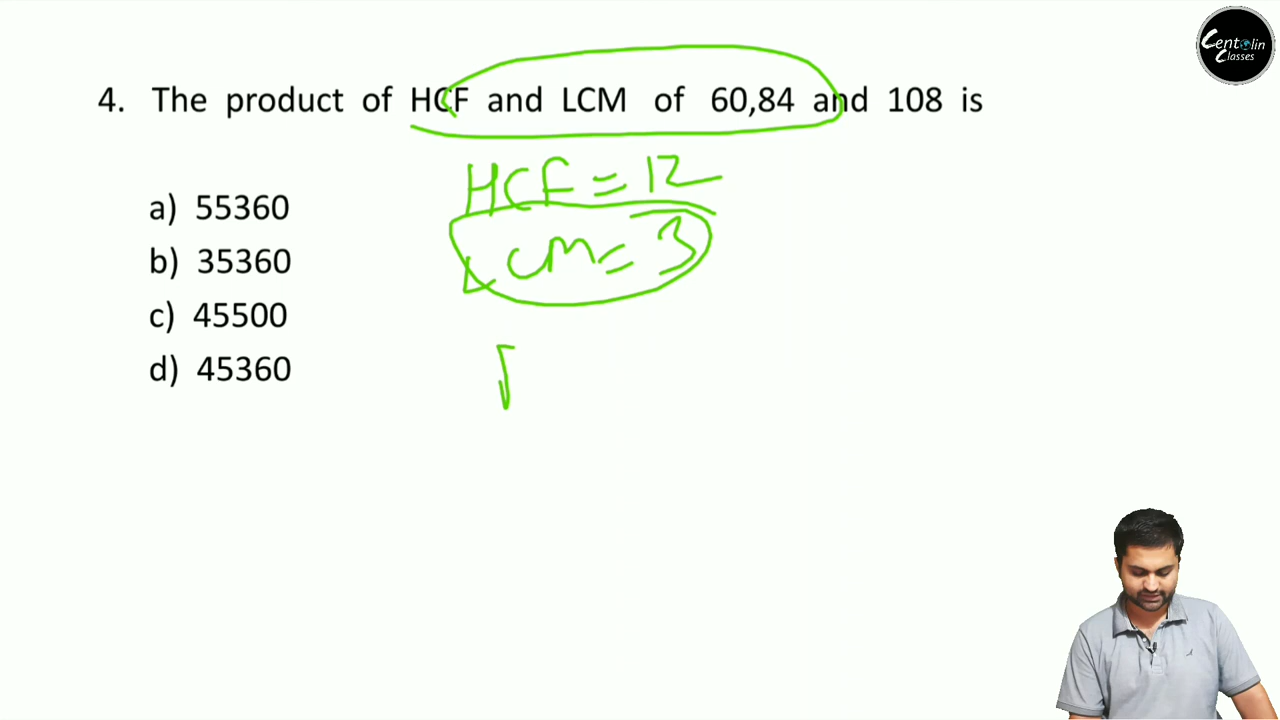 Centolin
Classes
4. The product of HCF and LCM of 60,84 and 108 is
HCF = 12
LCM = 3
a) 55360
b) 35360
c) 45500
d) 45360